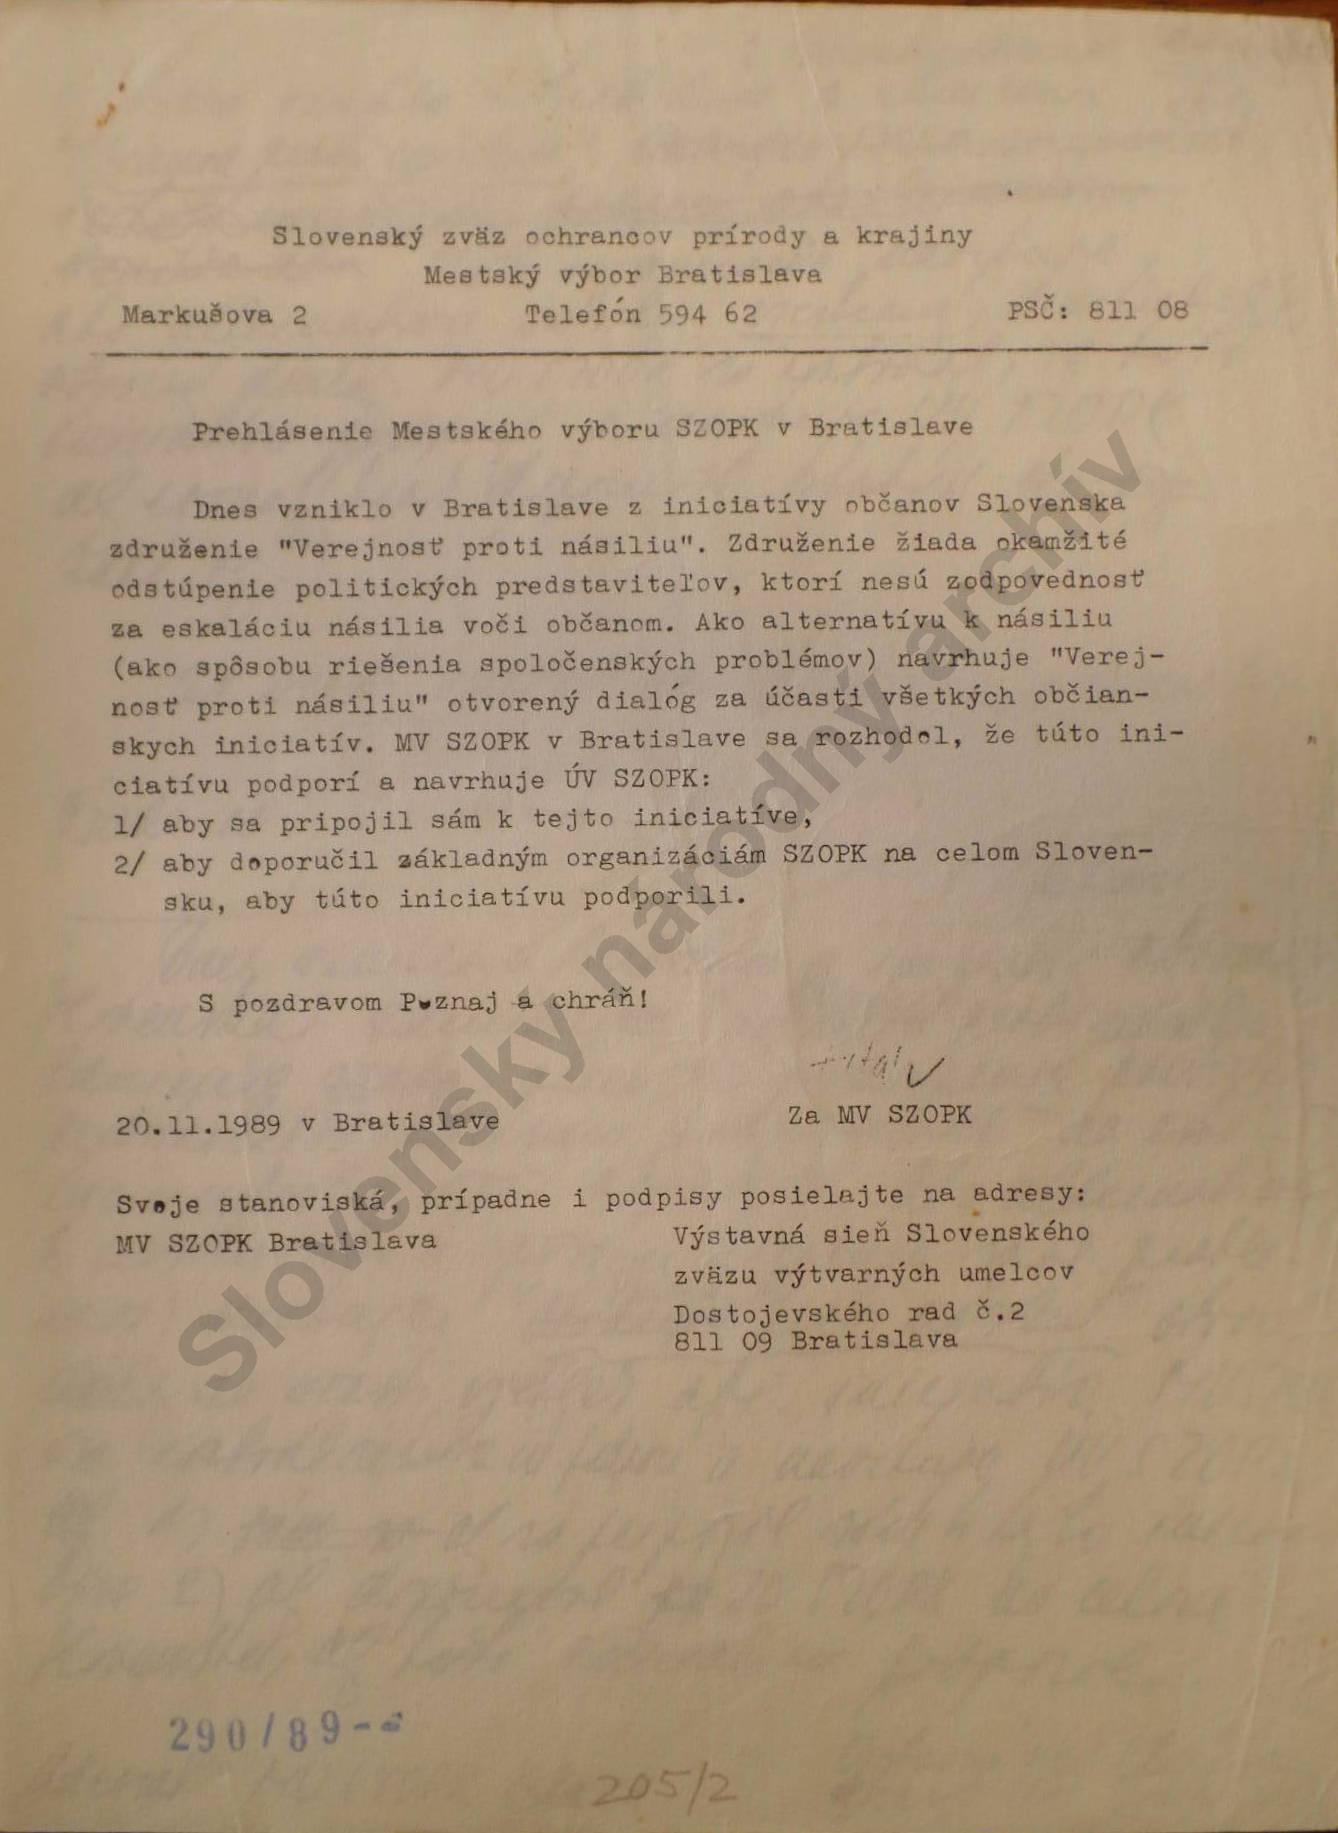 Slovenský zväz ochrancov prírody a krajiny
Mestský výbor Bratislava
Markušova 2 Telefón 594 62 PSČ: 811 08
Prehlásenie Mestského výboru SZOPK v Bratislave
Dnes vzniklo v Bratislave z iniciatívy občanov Slovenska
združenie "Verejnosť proti násiliu". Združenie žiada okamžité
odstúpenie politických predstaviteľov, ktorí nesú zodpovednosť
za eskaláciu násilia voči občanom. Ako alternatívu k násiliu
(ako spôsobu riešenia spoločenských problémov) navrhuje "Verej-
nosť proti násiliu" otvorený dialóg za účasti všetkých občian-
skych iniciatív. MV SZOPK v Bratislave sa rozhodol, že túto ini-
ciatívu podporí a navrhuje ÚV SZOPK:
1/ aby sa pripojil sám k tejto iniciatíve,
2/ aby doporučil základným organizáciám SZOPK na celom Sloven-
sku, aby túto iniciatívu podporili.
S pozdravom Poznaj a chráň!
20.11.1989 v Bratislave Za MV SZOPK
Svoje stanoviská, prípadne i podpisy posielajte na adresy:
MV SZOPK Bratislava Výstavná sieň Slovenského
zväzu výtvarných umelcov
Dostojevského rad č.2
811 09 Bratislava
290/89-
205/2
Slovenský národný archív